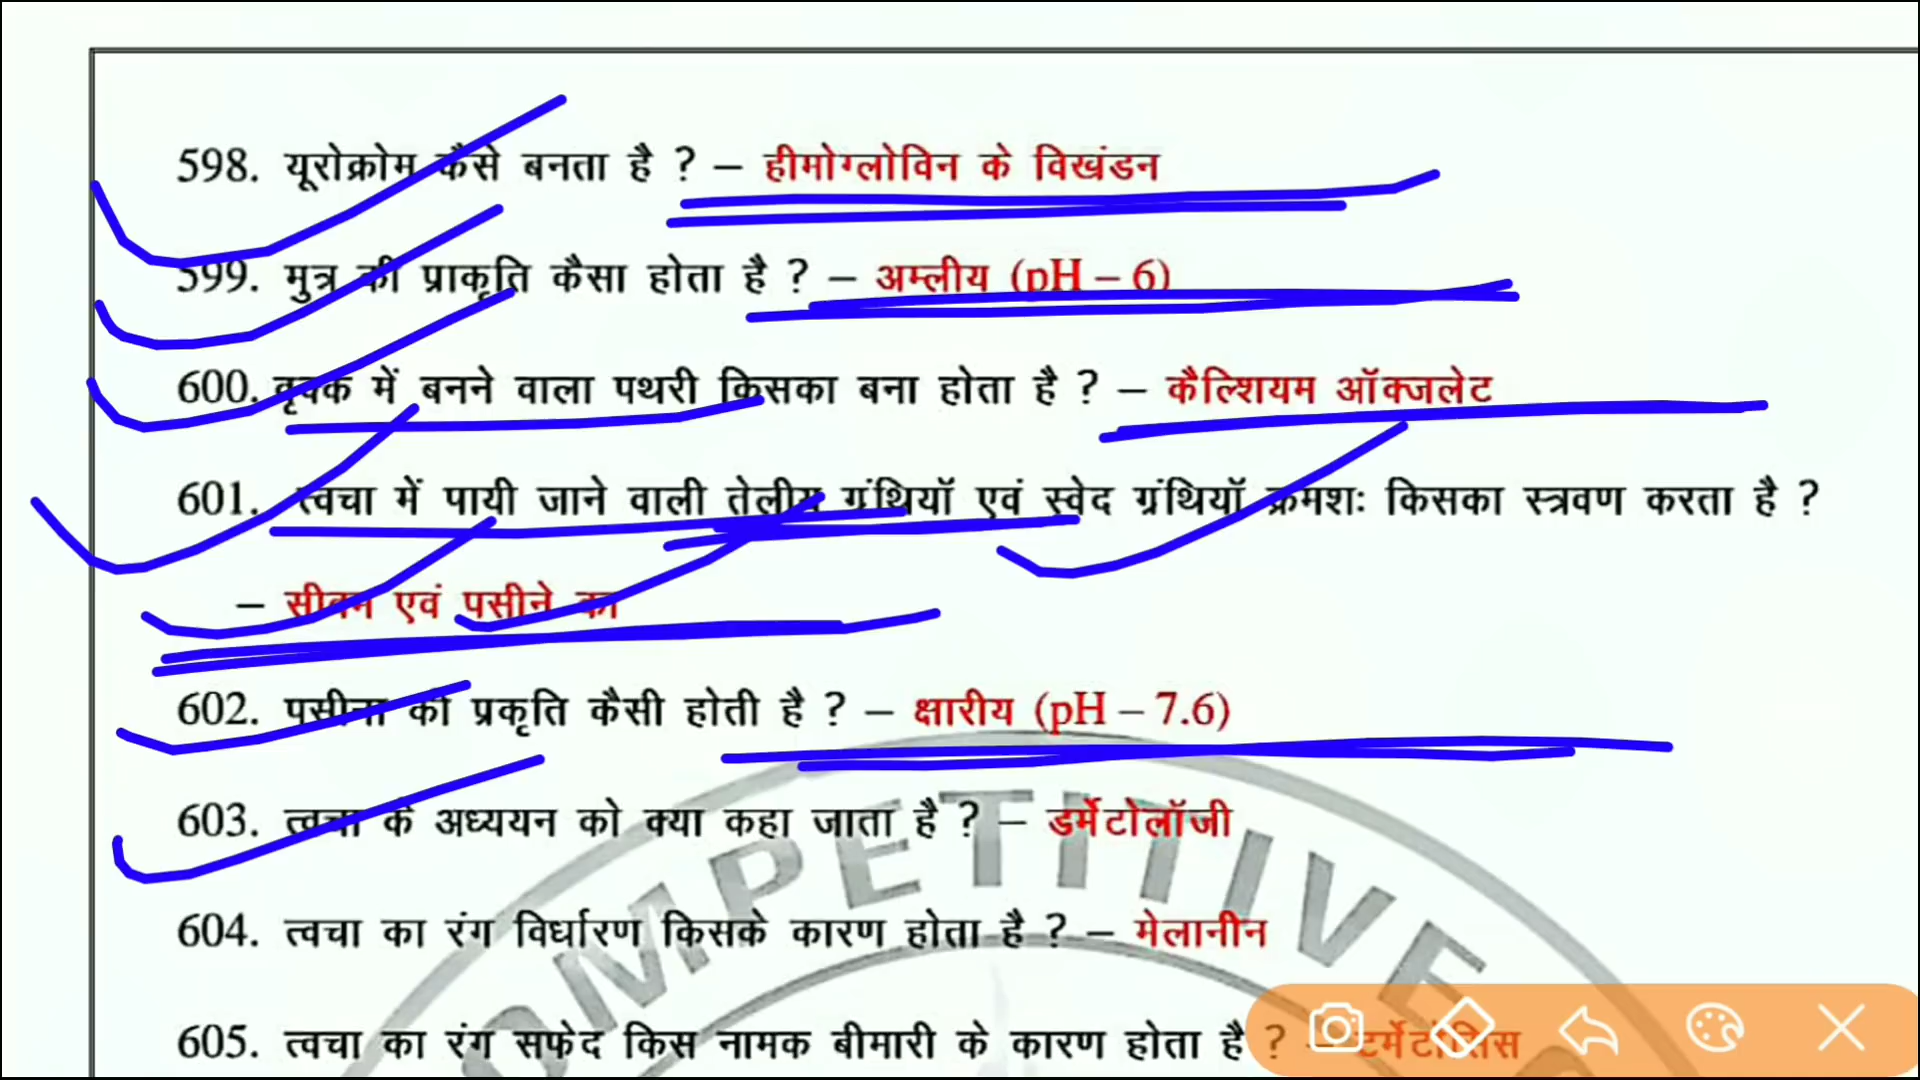 598. यूरोक्रोम कैसे बनता है ? – हीमोग्लोविन के विखंडन
599. मुत्र की प्राकृति कैसा होता है ? – अम्लीय (pH – 6)
600. वृक्क में बनने वाला पथरी किसका बना होता है ? – कैल्शियम ऑक्जलेट
601. त्वचा में पायी जाने वाली तेलीय ग्रंथियॉ एवं स्वेद ग्रंथियॉ क्रमशः किसका स्त्रवण करता है ?
– सीवम एवं पसीने का
602. पसीना की प्रकृति कैसी होती है ? – क्षारीय (pH – 7.6)
603. त्वचा के अध्ययन को क्या कहा जाता है ? – डर्मेटोलॉजी
604. त्वचा का रंग विर्धारण किसके कारण होता है ? – मेलानीन
605. त्वचा का रंग सफेद किस नामक बीमारी के कारण होता है ? –
OMPETITIVE